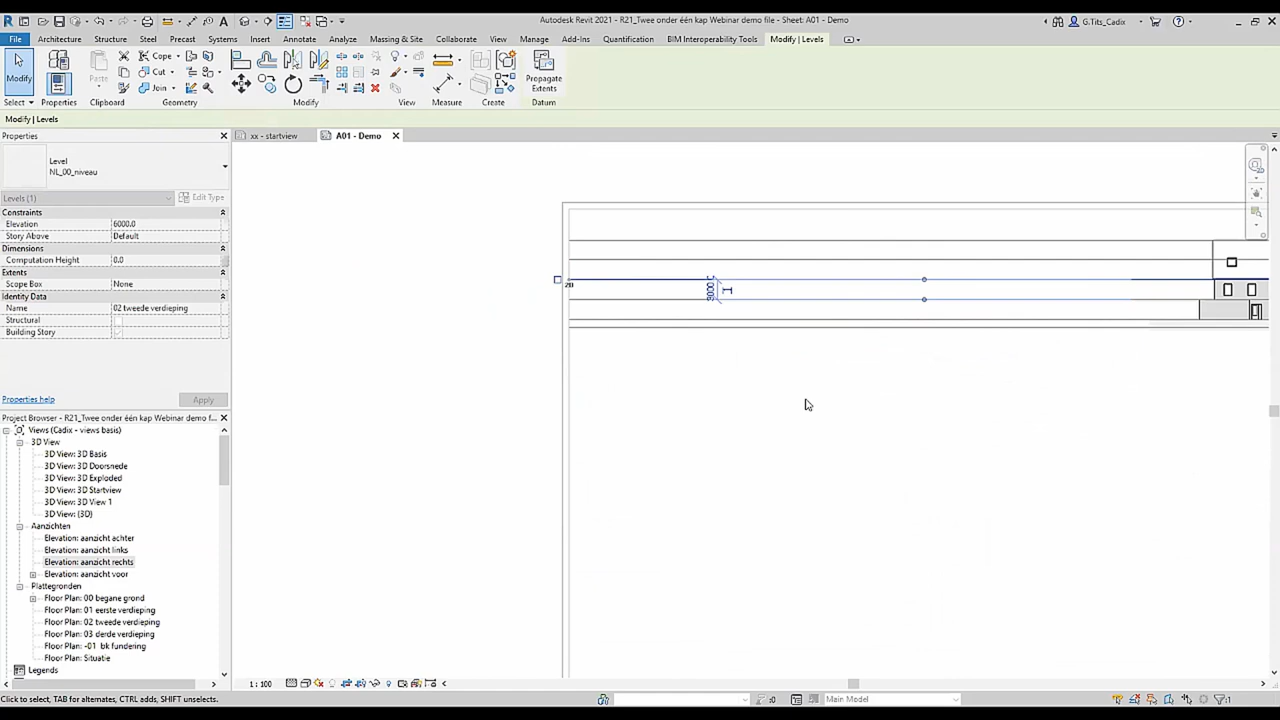 Autodesk Revit 2021 - R21_Twee onder één kap Webinar demo file - Sheet: A01 - Demo
G.Tits_Cadix
File Architecture Structure Steel Precast Systems Insert Annotate Analyze Massing & Site Collaborate View Manage Add-Ins Quantification BIM Interoperability Tools Modify | Levels
Modify Properties Paste Cope Cut Join Propagate Extents
Select Properties Clipboard Geometry Modify View Measure Create Datum
Modify | Levels
Properties
xx - startview
A01 - Demo
Level
NL_00_niveau
Levels (1) Edit Type
Constraints
Elevation 6000.0
Story Above Default
Dimensions
Computation Height 0.0
Extents
Scope Box None
Identity Data
Name 02 tweede verdieping
Structural
Building Story
Properties help Apply
3000
2D
Project Browser - R21_Twee onder één kap Webinar demo f...
Views (Cadix - views basis)
3D View
3D View: 3D Basis
3D View: 3D Doorsnede
3D View: 3D Exploded
3D View: 3D Startview
3D View: 3D View 1
3D View: (3D)
Aanzichten
Elevation: aanzicht achter
Elevation: aanzicht links
Elevation: aanzicht rechts
Elevation: aanzicht voor
Plattegronden
Floor Plan: 00 begane grond
Floor Plan: 01 eerste verdieping
Floor Plan: 02 tweede verdieping
Floor Plan: 03 derde verdieping
Floor Plan: -01 bk fundering
Floor Plan: Situatie
Legends
1 : 100
Click to select, TAB for alternates, CTRL adds, SHIFT unselects.
:0
Main Model
:1